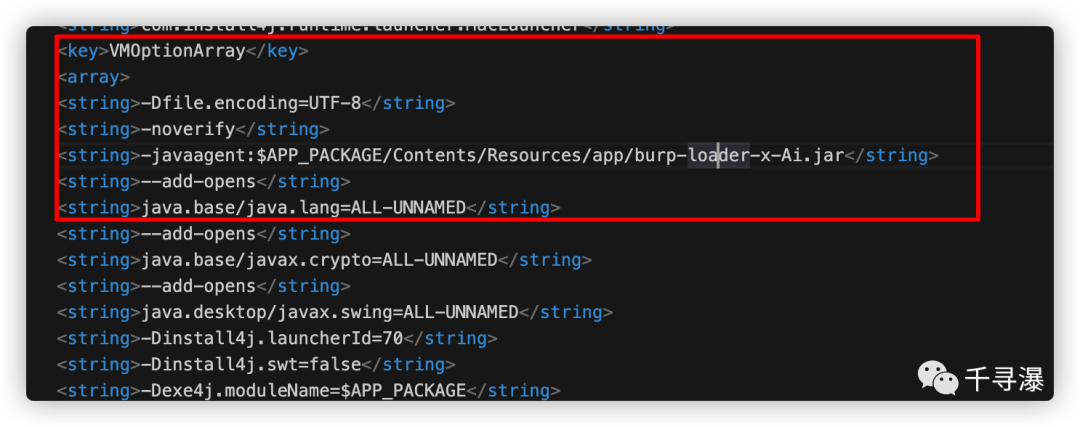 <string>com.install4j.runtime.launcher.MacLauncher</string>
<key>VMOptionArray</key>
<array>
<string>-Dfile.encoding=UTF-8</string>
<string>-noverify</string>
<string>-javaagent:$APP_PACKAGE/Contents/Resources/app/burp-loader-x-Ai.jar</string>
<string>--add-opens</string>
<string>java.base/java.lang=ALL-UNNAMED</string>
<string>--add-opens</string>
<string>java.base/javax.crypto=ALL-UNNAMED</string>
<string>--add-opens</string>
<string>java.desktop/javax.swing=ALL-UNNAMED</string>
<string>-Dinstall4j.launcherId=70</string>
<string>-Dinstall4j.swt=false</string>
<string>-Dexe4j.moduleName=$APP_PACKAGE</string>
千寻瀑